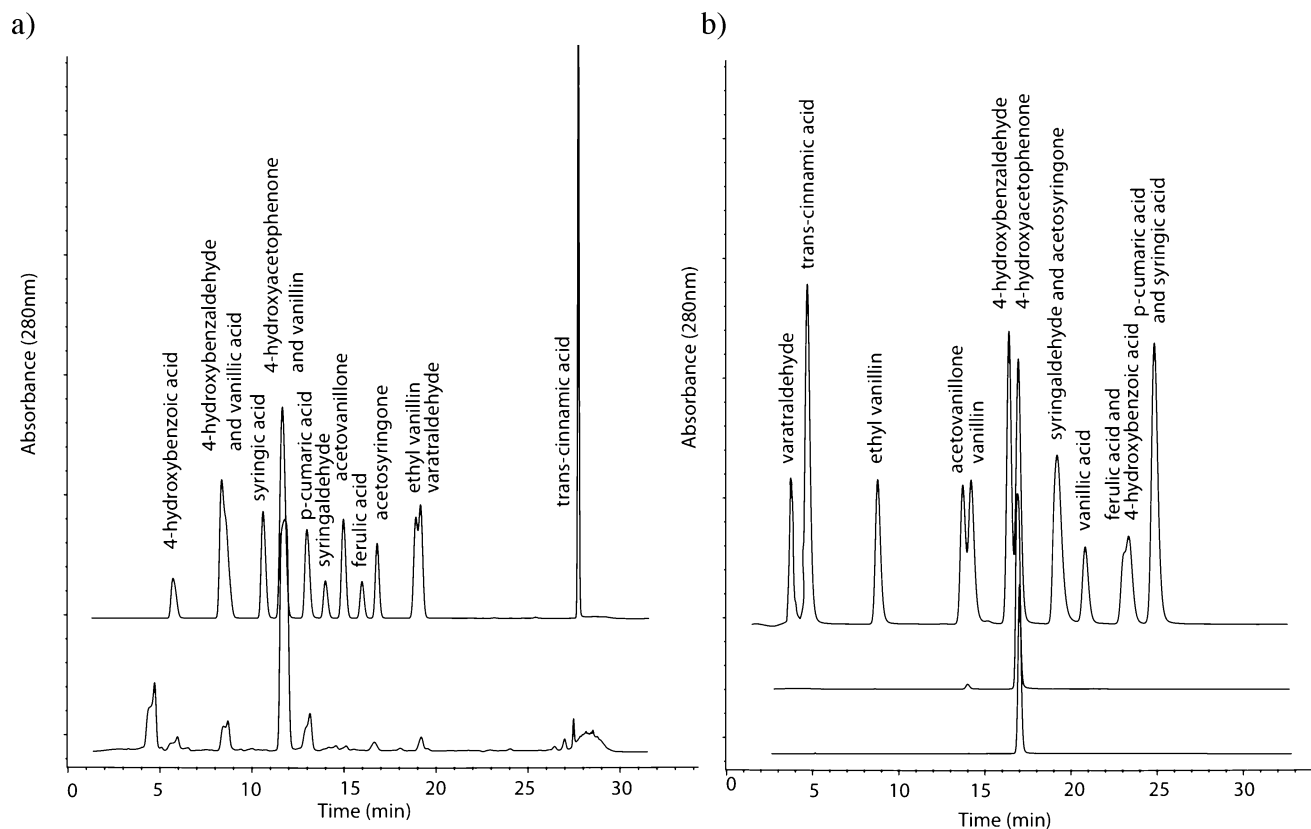 a)
Absorbance (280nm)
4-hydroxybenzoic acid
4-hydroxybenzaldehyde
and vanillic acid
syringic acid
4-hydroxyacetophenone
and vanillin
p-cumaric acid
syringaldehyde
acetovanillone
ferulic acid
acetosyringone
ethyl vanillin
varatraldehyde
trans-cinnamic acid
0 5 10 15 20 25 30
Time (min)
b)
Absorbance (280nm)
varatraldehyde
trans-cinnamic acid
ethyl vanillin
acetovanillone
vanillin
4-hydroxybenzaldehyde
4-hydroxyacetophenone
syringaldehyde and acetosyringone
vanillic acid
ferulic acid and
4-hydroxybenzoic acid
p-cumaric acid
and syringic acid
0 5 10 15 20 25 30
Time (min)